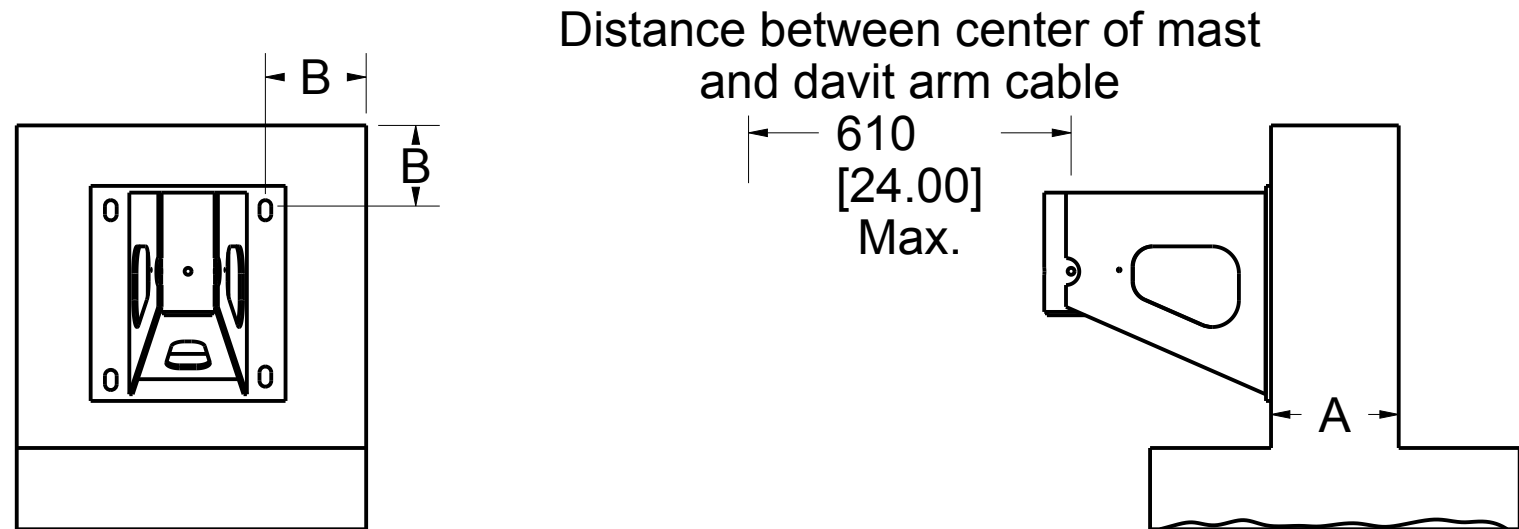 Distance between center of mast
and davit arm cable
B
B
610
[24.00]
Max.
A